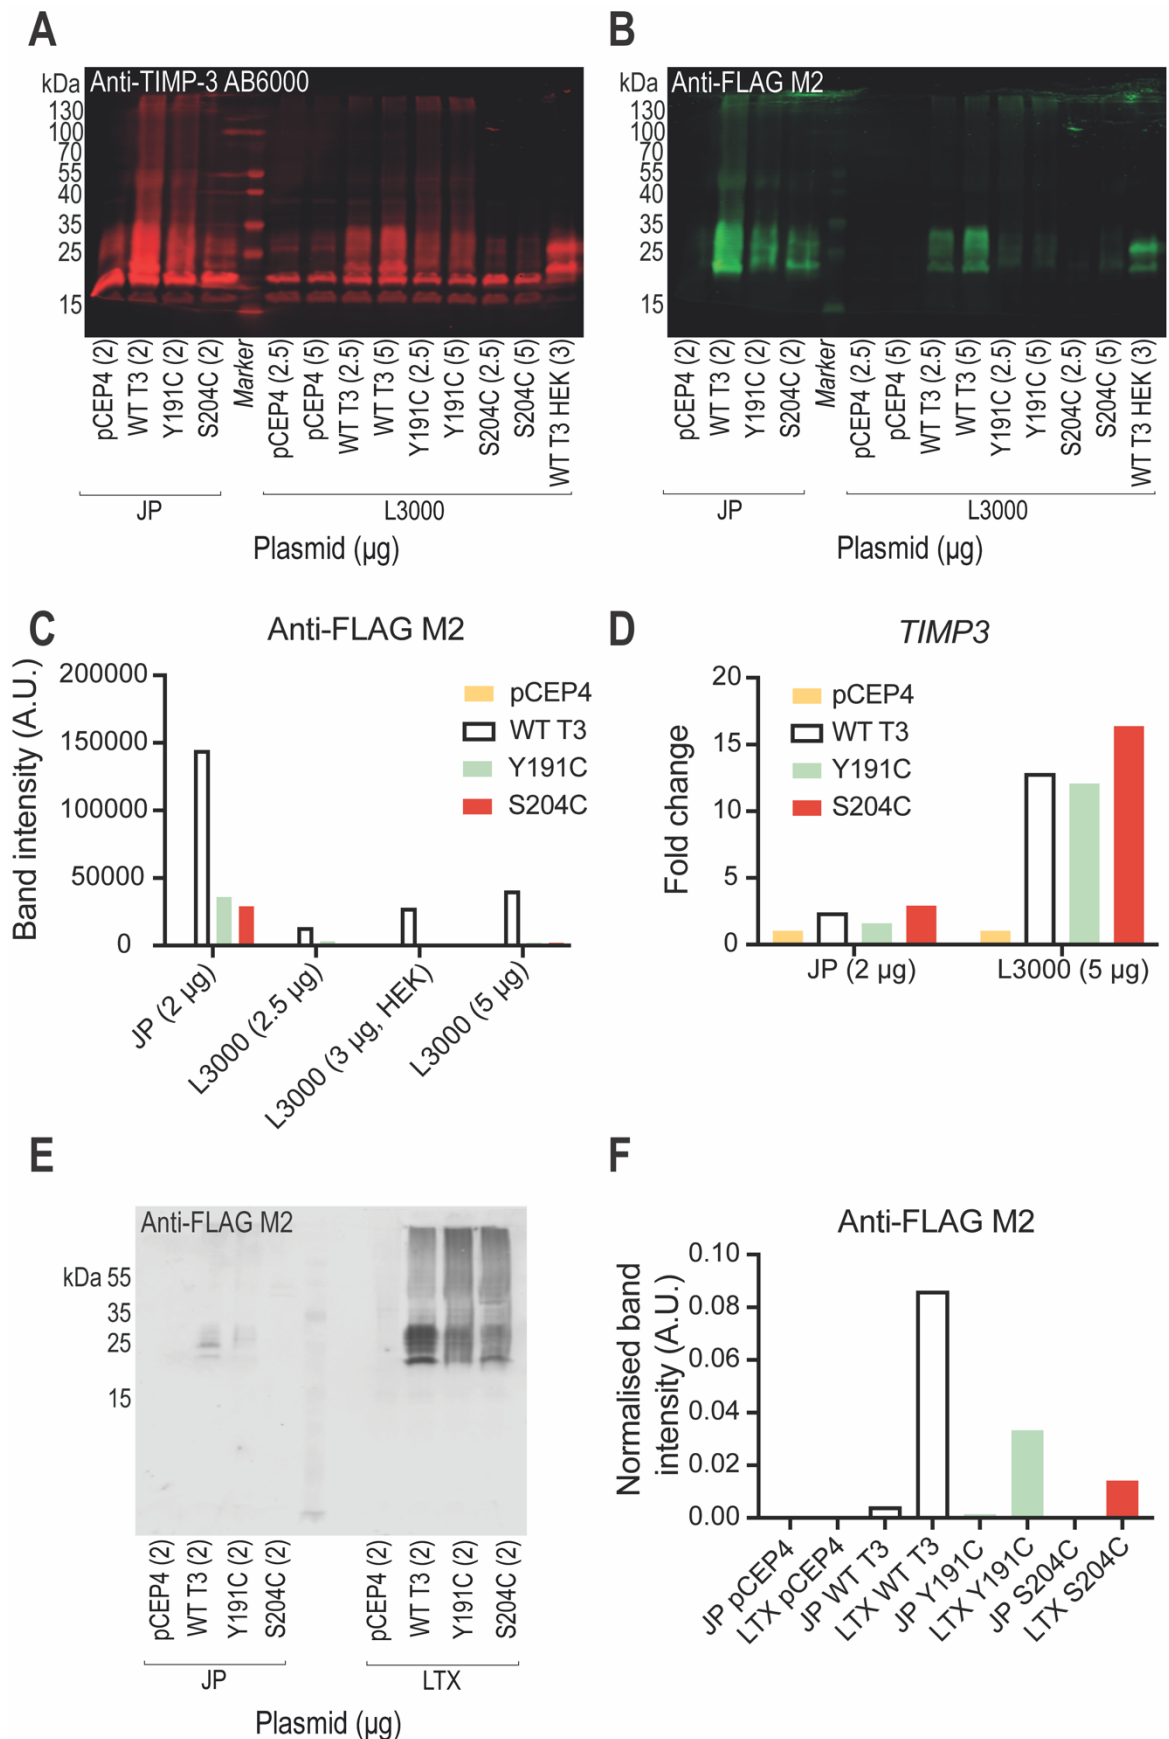 A
kDa
Anti-TIMP-3 AB6000
130
100
70
55
40
35
25
15
pCEP4 (2)
WT T3 (2)
Y191C (2)
S204C (2)
Marker
pCEP4 (2.5)
pCEP4 (5)
WT T3 (2.5)
WT T3 (5)
Y191C (2.5)
Y191C (5)
S204C (2.5)
S204C (5)
WT T3 HEK (3)
JP
L3000
Plasmid (µg)
B
kDa
Anti-FLAG M2
130
100
70
55
40
35
25
15
pCEP4 (2)
WT T3 (2)
Y191C (2)
S204C (2)
Marker
pCEP4 (2.5)
pCEP4 (5)
WT T3 (2.5)
WT T3 (5)
Y191C (2.5)
Y191C (5)
S204C (2.5)
S204C (5)
WT T3 HEK (3)
JP
L3000
Plasmid (µg)
C
Anti-FLAG M2
Band intensity (A.U.)
200000
150000
100000
50000
0
pCEP4
WT T3
Y191C
S204C
JP (2 µg)
L3000 (2.5 µg)
L3000 (3 µg, HEK)
L3000 (5 µg)
D
TIMP3
Fold change
20
15
10
5
0
pCEP4
WT T3
Y191C
S204C
JP (2 µg)
L3000 (5 µg)
E
Anti-FLAG M2
kDa 55
35
25
15
pCEP4 (2)
WT T3 (2)
Y191C (2)
S204C (2)
pCEP4 (2)
WT T3 (2)
Y191C (2)
S204C (2)
JP
LTX
Plasmid (µg)
F
Anti-FLAG M2
Normalised band
intensity (A.U.)
0.10
0.08
0.06
0.04
0.02
0.00
JP pCEP4
LTX pCEP4
JP WT T3
LTX WT T3
JP Y191C
LTX Y191C
JP S204C
LTX S204C